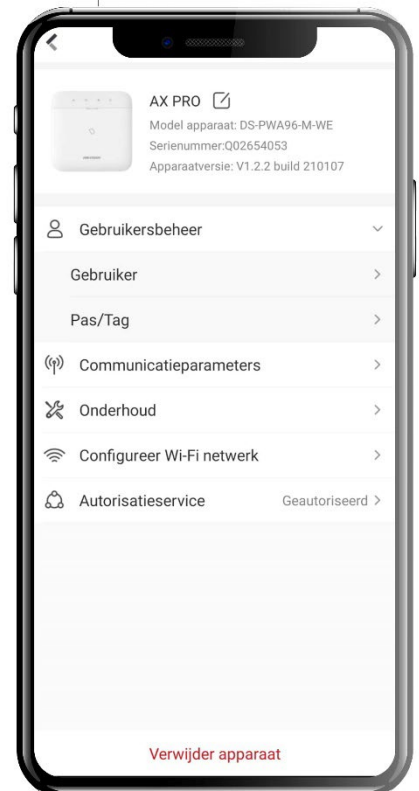 AX PRO
Model apparaat: DS-PWA96-M-WE
Serienummer:Q02654053
Apparaatversie: V1.2.2 build 210107
Gebruikersbeheer
Gebruiker
Pas/Tag
Communicatieparameters
Onderhoud
Configureer Wi-Fi netwerk
Autorisatieservice Geautoriseerd
Verwijder apparaat